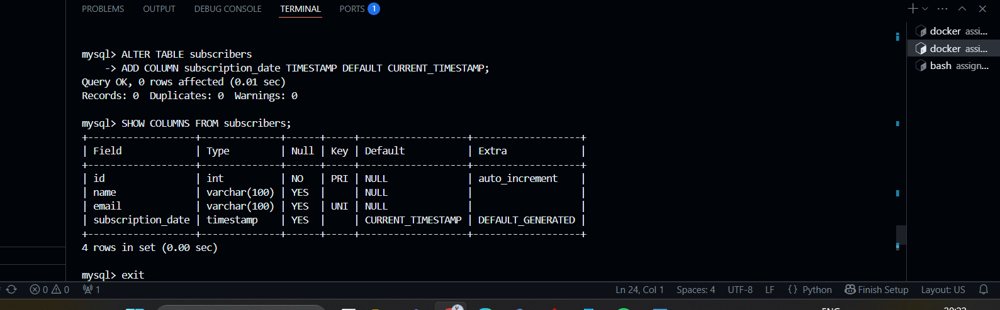 PROBLEMS OUTPUT DEBUG CONSOLE TERMINAL PORTS 1
docker assi...
docker assi...
bash assign...
mysql> ALTER TABLE subscribers
    -> ADD COLUMN subscription_date TIMESTAMP DEFAULT CURRENT_TIMESTAMP;
Query OK, 0 rows affected (0.01 sec)
Records: 0  Duplicates: 0  Warnings: 0
mysql> SHOW COLUMNS FROM subscribers;
+-------------------+--------------+------+-----+-------------------+-------------------+
| Field             | Type         | Null | Key | Default           | Extra             |
+-------------------+--------------+------+-----+-------------------+-------------------+
| id                | int          | NO   | PRI | NULL              | auto_increment    |
| name              | varchar(100) | YES  |     | NULL              |                   |
| email             | varchar(100) | YES  | UNI | NULL              |                   |
| subscription_date | timestamp    | YES  |     | CURRENT_TIMESTAMP | DEFAULT_GENERATED |
+-------------------+--------------+------+-----+-------------------+-------------------+
4 rows in set (0.00 sec)
mysql> exit
0 0 1 Ln 24, Col 1 Spaces: 4 UTF-8 LF {} Python Finish Setup Layout: US